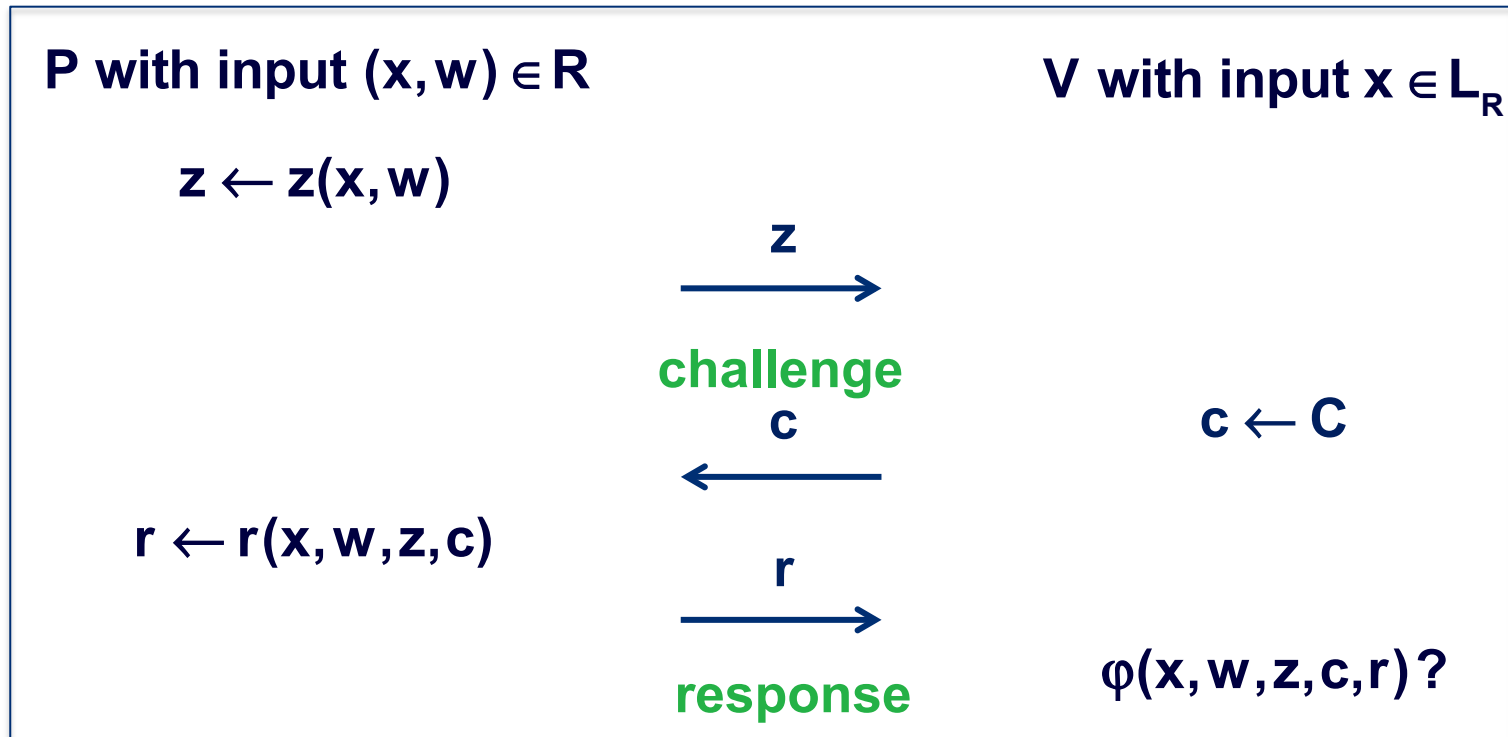 P with input (x,w) ∈ R
V with input x ∈ L_R
z ← z(x,w)
z
challenge
c
c ← C
r ← r(x,w,z,c)
r
φ(x,w,z,c,r)?
response